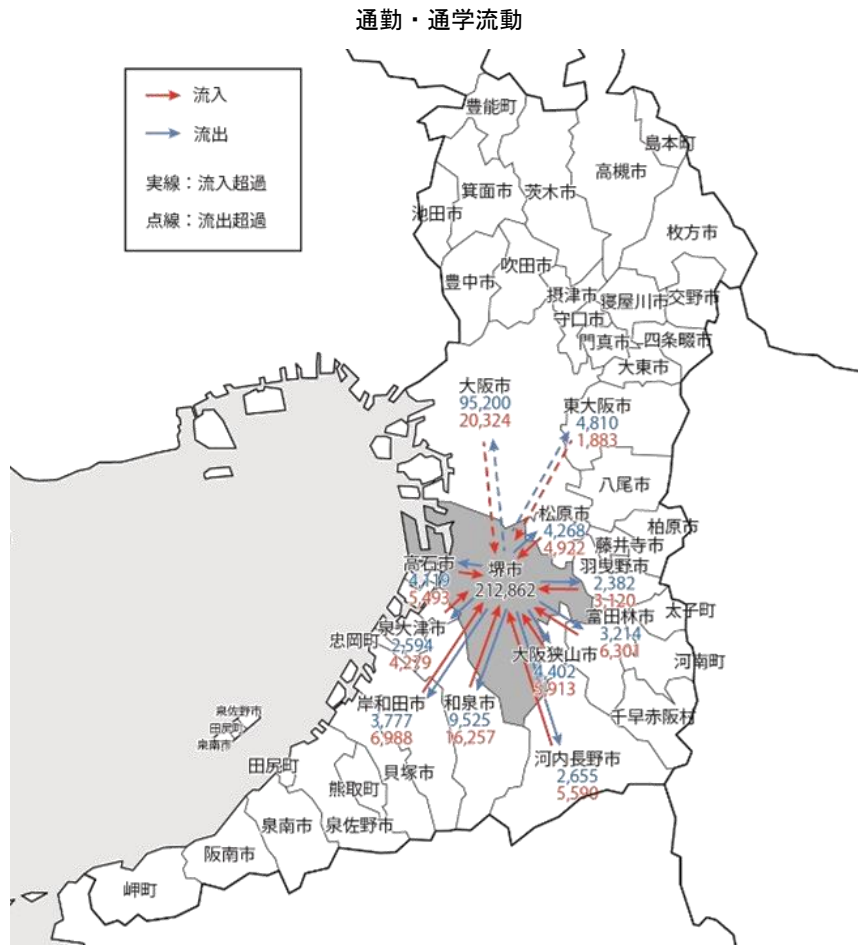 通勤・通学流動
流入
流出
実線：流入超過
点線：流出超過
豊能町
島本町
高槻市
茨木市
箕面市
池田市
枚方市
吹田市
豊中市
摂津市
寝屋川市
交野市
守口市
門真市
四条畷市
大東市
大阪市
95,200
20,324
東大阪市
4,810
1,883
八尾市
松原市
4,268
4,922
柏原市
藤井寺市
高石市
4,119
5,493
堺市
212,862
羽曳野市
2,382
3,120
太子町
富田林市
3,214
6,301
泉大津市
2,594
4,279
忠岡町
大阪狭山市
4,402
5,913
河南町
岸和田市
3,777
6,988
和泉市
9,525
16,257
千早赤阪村
泉佐野市
田尻町
泉南市
河内長野市
2,655
5,590
貝塚市
田尻町
熊取町
泉佐野市
泉南市
阪南市
岬町